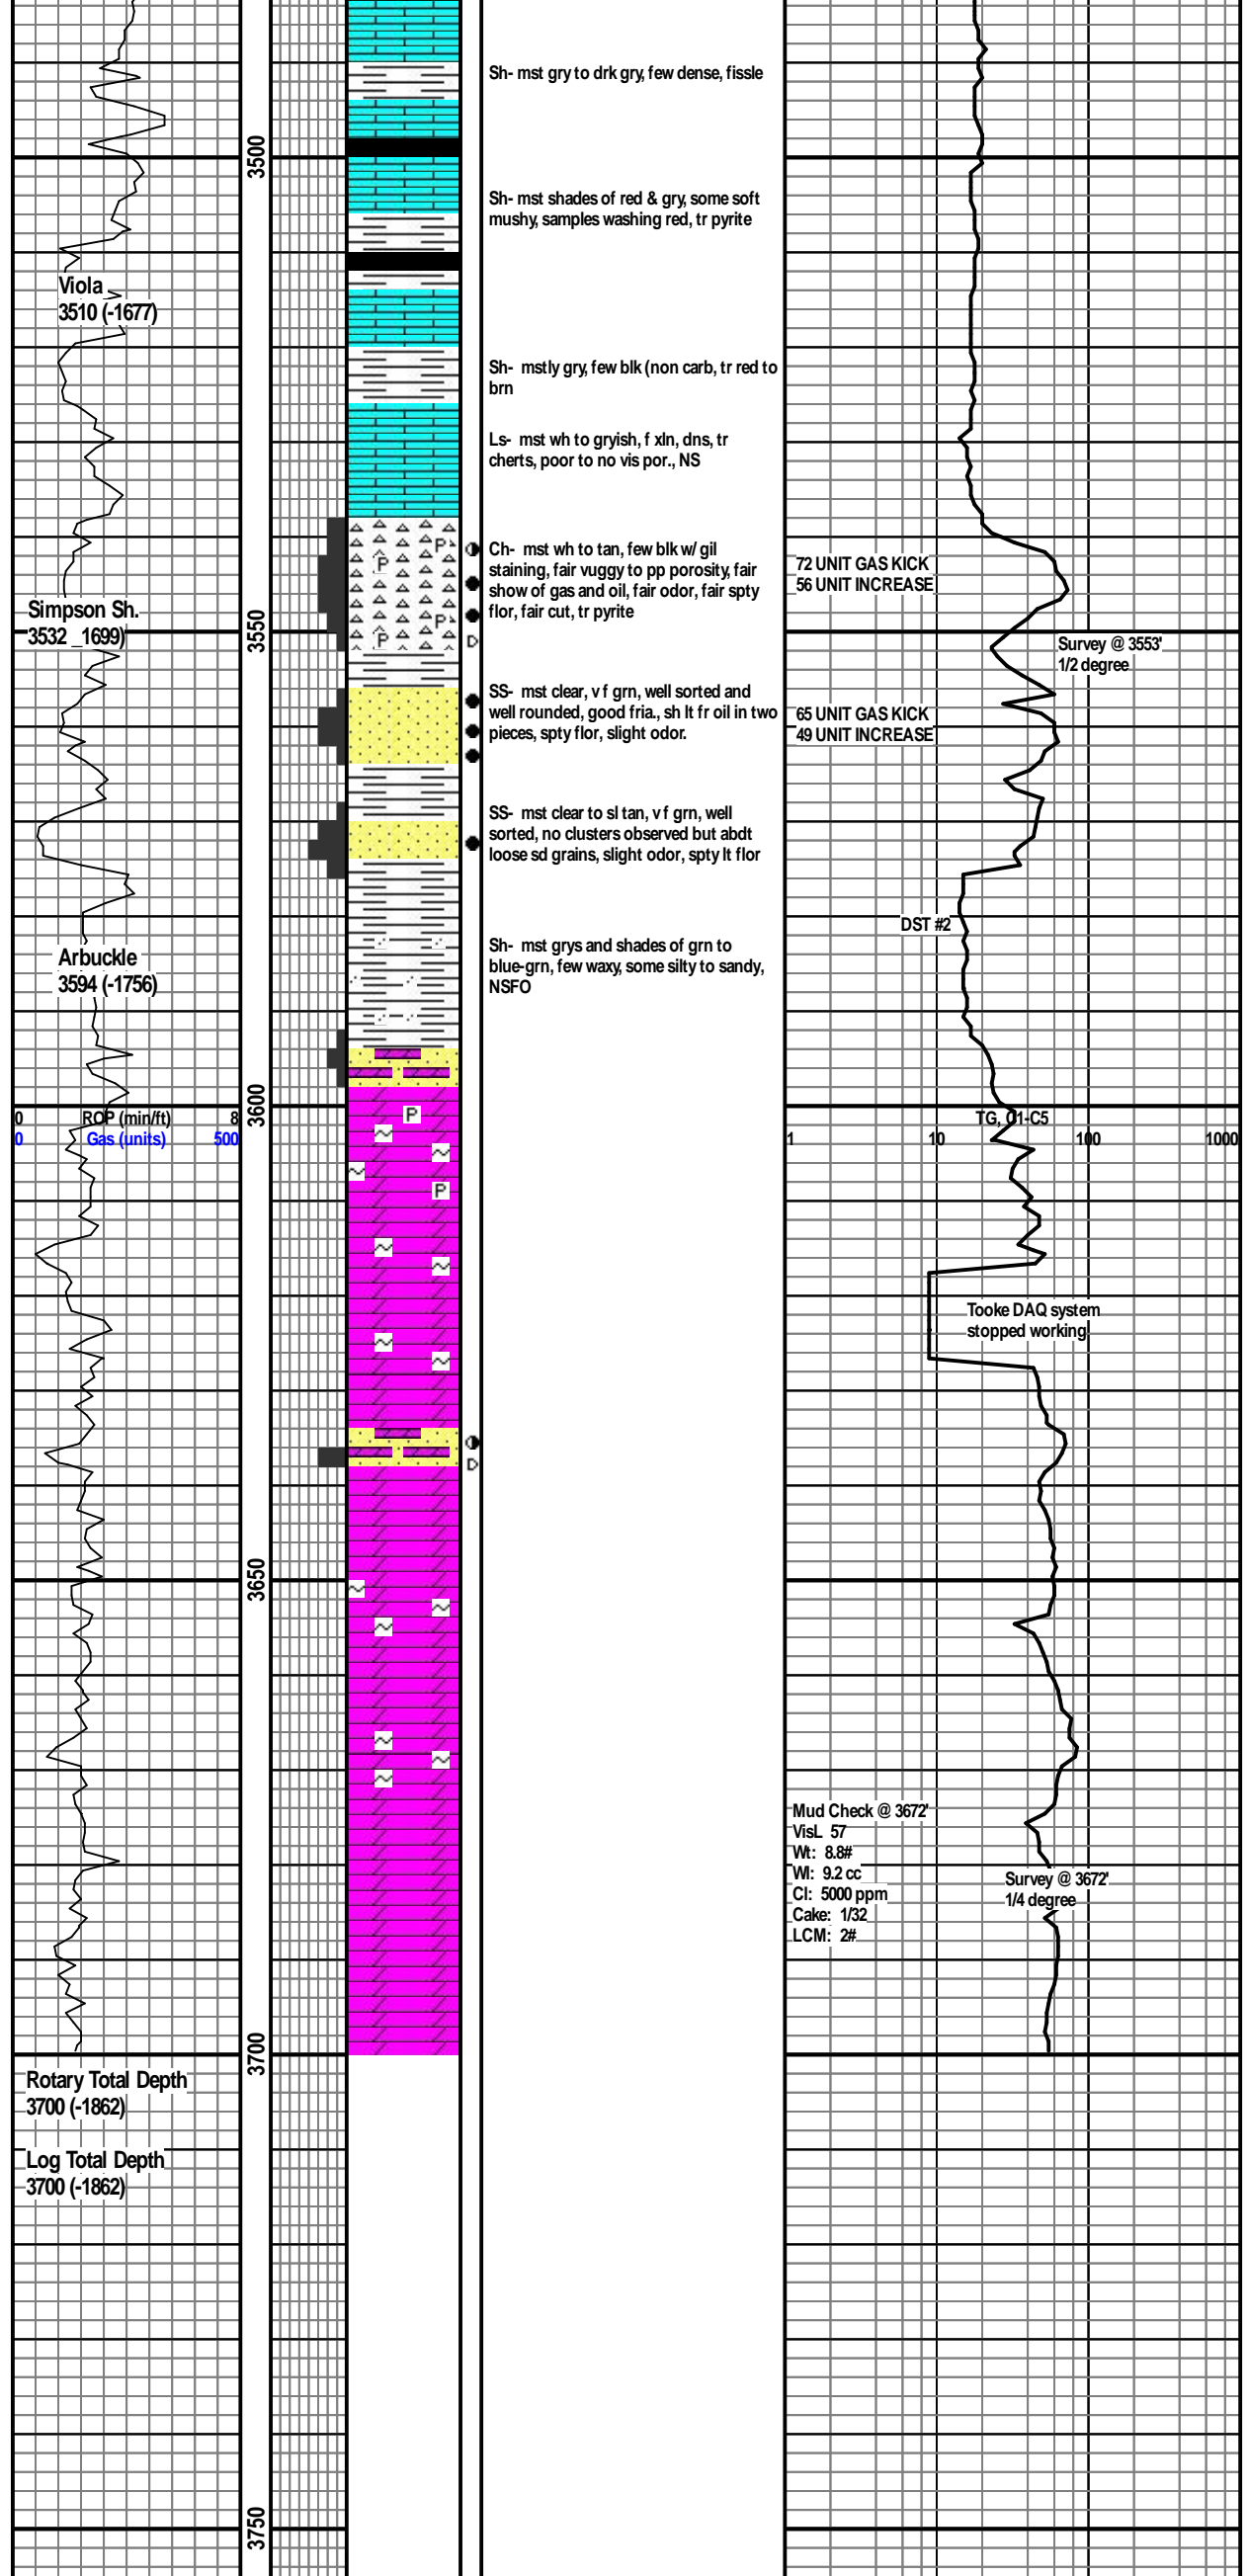 Sh- mst gry to drk gry, few dense, fissle
3500
Sh- mst shades of red & gry, some soft
mushy, samples washing red, tr pyrite
Viola
3510 (-1677)
Sh- mstly gry, few blk (non carb, tr red to
brn
Ls- mst wh to gryish, f xln, dns, tr
cherts, poor to no vis por., NS
P
P
P
P
D
Ch- mst wh to tan, few blk w/ gil
staining, fair vuggy to pp porosity, fair
show of gas and oil, fair odor, fair spty
flor, fair cut, tr pyrite
72 UNIT GAS KICK
56 UNIT INCREASE
Simpson Sh.
3532 _1699)
3550
Survey @ 3553'
1/2 degree
SS- mst clear, v f grn, well sorted and
well rounded, good fria., sh lt fr oil in two
pieces, spty flor, slight odor.
65 UNIT GAS KICK
49 UNIT INCREASE
SS- mst clear to sl tan, v f grn, well
sorted, no clusters observed but abdt
loose sd grains, slight odor, spty lt flor
DST #2
Arbuckle
3594 (-1756)
Sh- mst grys and shades of grn to
blue-grn, few waxy, some silty to sandy,
NSFO
3600
0 ROP (min/ft) 8
0 Gas (units) 500
P
P
TG, C1-C5
1 10 100 1000
Tooke DAQ system
stopped working
D
3650
Mud Check @ 3672'
VisL 57
Wt: 8.8#
Wl: 9.2 cc
Cl: 5000 ppm
Cake: 1/32
LCM: 2#
Survey @ 3672'
1/4 degree
3700
Rotary Total Depth
3700 (-1862)
Log Total Depth
3700 (-1862)
3750